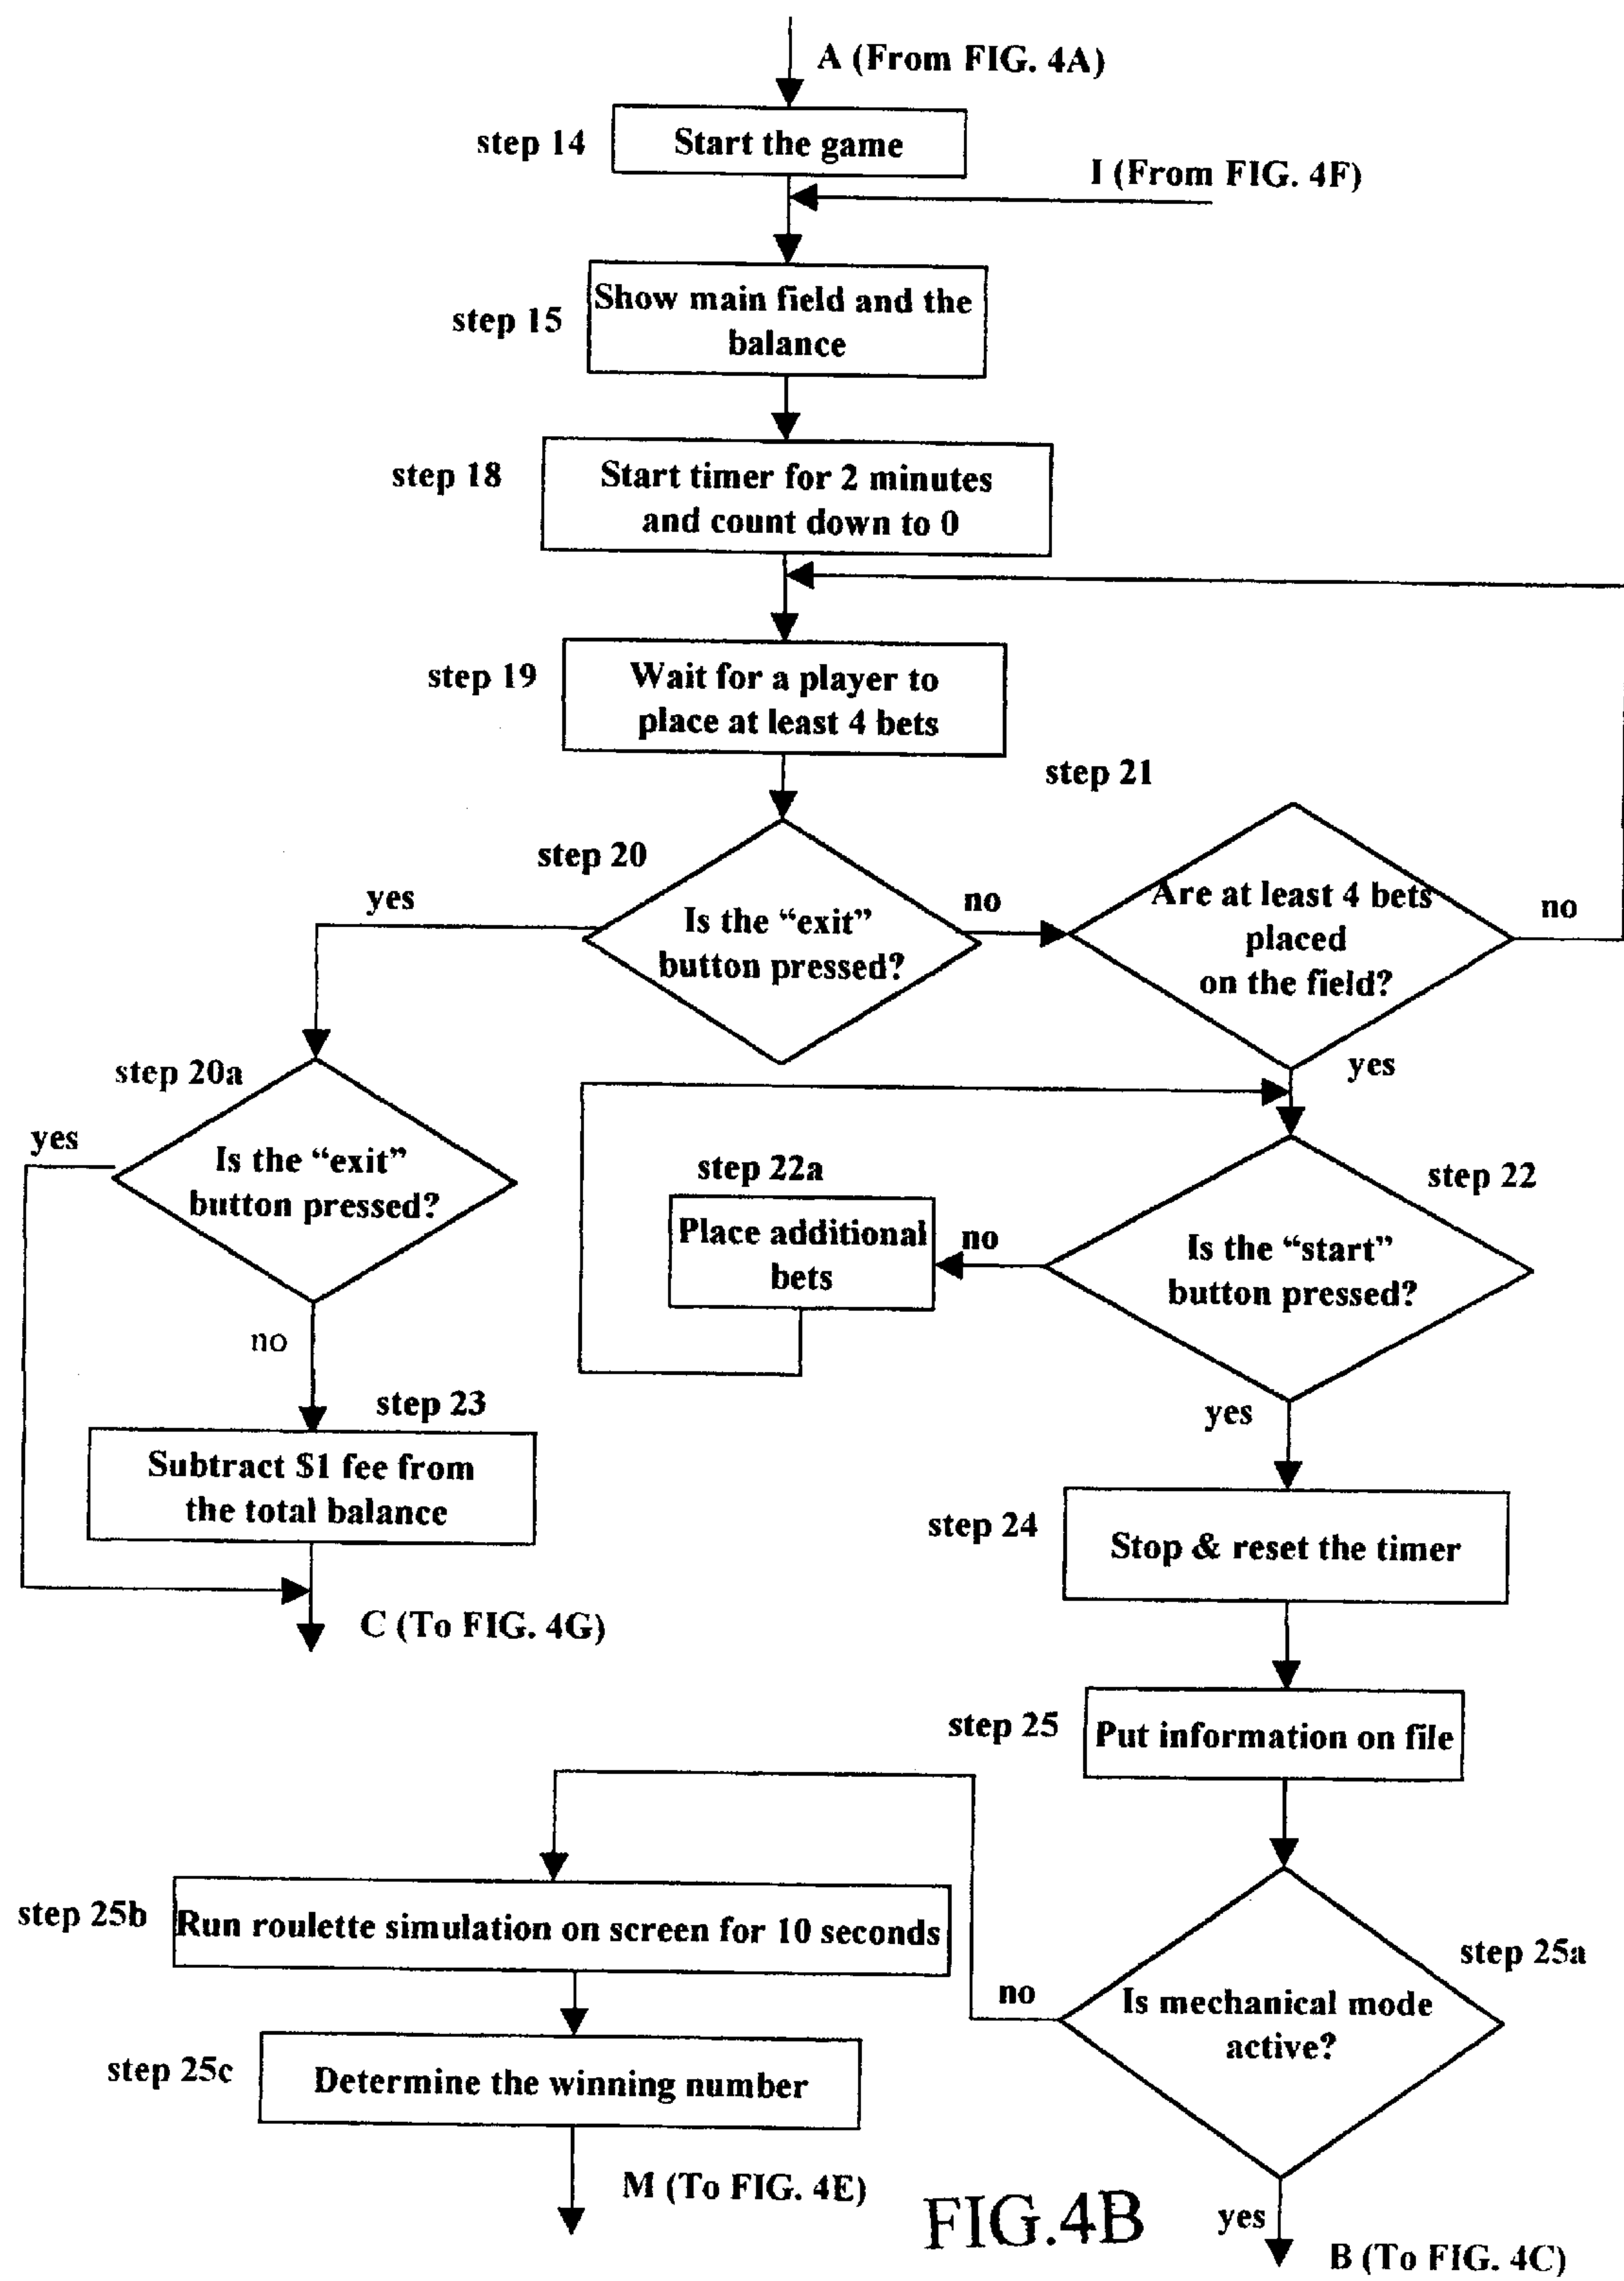 A (From FIG. 4A)
step 14
Start the game
I (From FIG. 4F)
step 15
Show main field and the
balance
step 18
Start timer for 2 minutes
and count down to 0
step 19
Wait for a player to
place at least 4 bets
step 21
step 20
yes
Is the “exit”
button pressed?
no
Are at least 4 bets
placed
on the field?
no
yes
step 20a
yes
Is the “exit”
button pressed?
no
step 22a
Place additional
bets
no
step 22
Is the “start”
button pressed?
yes
step 23
Subtract $1 fee from
the total balance
C (To FIG. 4G)
step 24
Stop & reset the timer
step 25
Put information on file
step 25b
Run roulette simulation on screen for 10 seconds
step 25a
no
Is mechanical mode
active?
step 25c
Determine the winning number
M (To FIG. 4E)
yes
B (To FIG. 4C)
FIG.4B